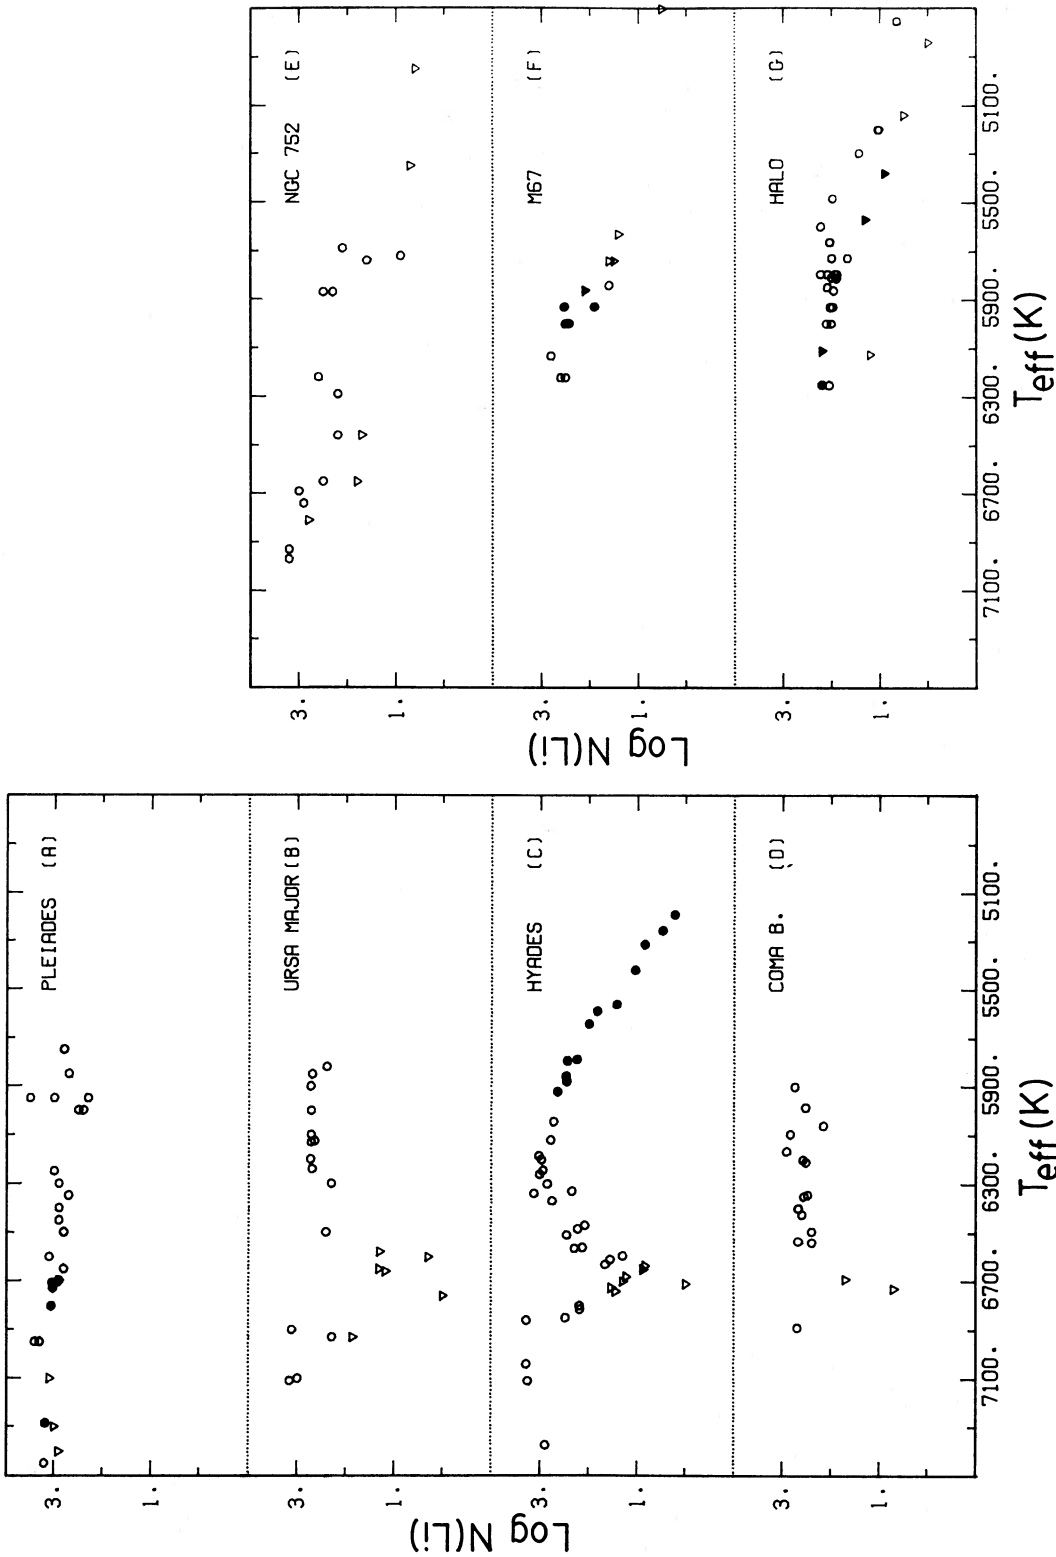 PLEIADES (A)
3.
1.
URSA MAJOR(B)
3.
1.
HYADES (C)
3.
1.
COMA B. (D)
3.
1.
Log N(Li)
7100. 6700. 6300. 5900. 5500. 5100.
Teff (K)
NGC 752 (E)
3.
1.
M67 (F)
3.
1.
HALO (G)
3.
1.
Log N(Li)
7100. 6700. 6300. 5900. 5500. 5100.
Teff (K)